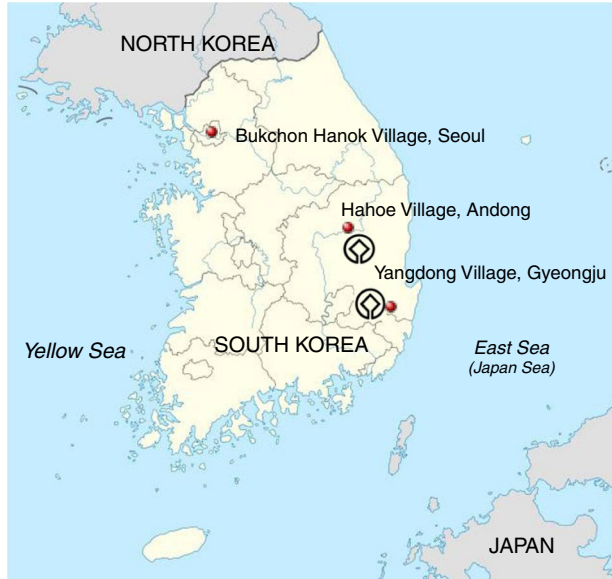 NORTH KOREA
Bukchon Hanok Village, Seoul
Hahoe Village, Andong
Yangdong Village, Gyeongju
SOUTH KOREA
Yellow Sea
East Sea
(Japan Sea)
JAPAN